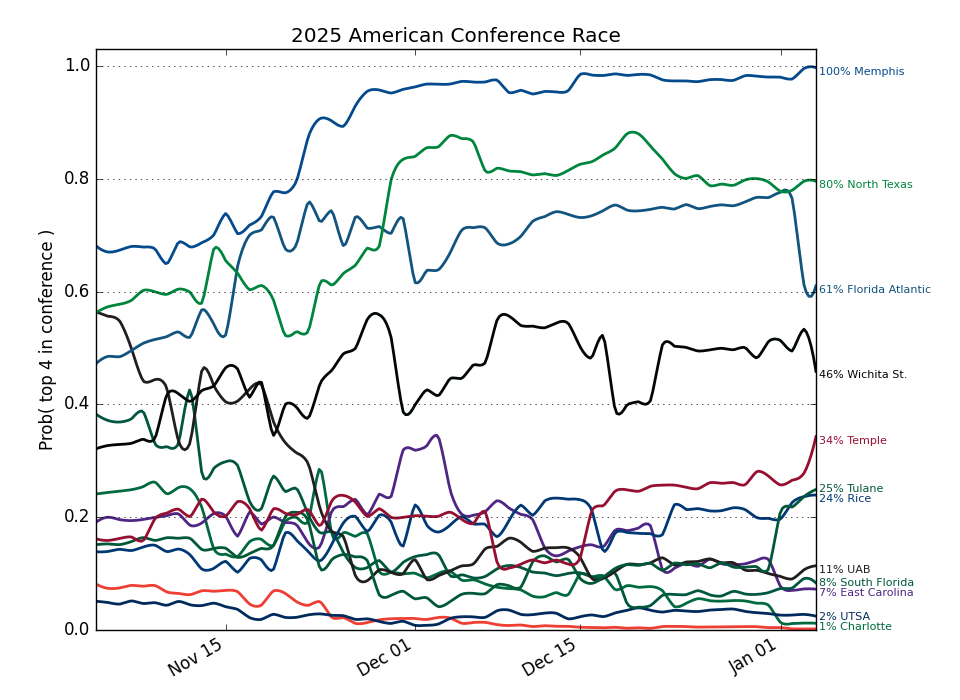 2025 American Conference Race
Prob( top 4 in conference )
1.0
0.8
0.6
0.4
0.2
0.0
Nov 15
Dec 01
Dec 15
Jan 01
100% Memphis
80% North Texas
61% Florida Atlantic
46% Wichita St.
34% Temple
25% Tulane
24% Rice
11% UAB
8% South Florida
7% East Carolina
2% UTSA
1% Charlotte